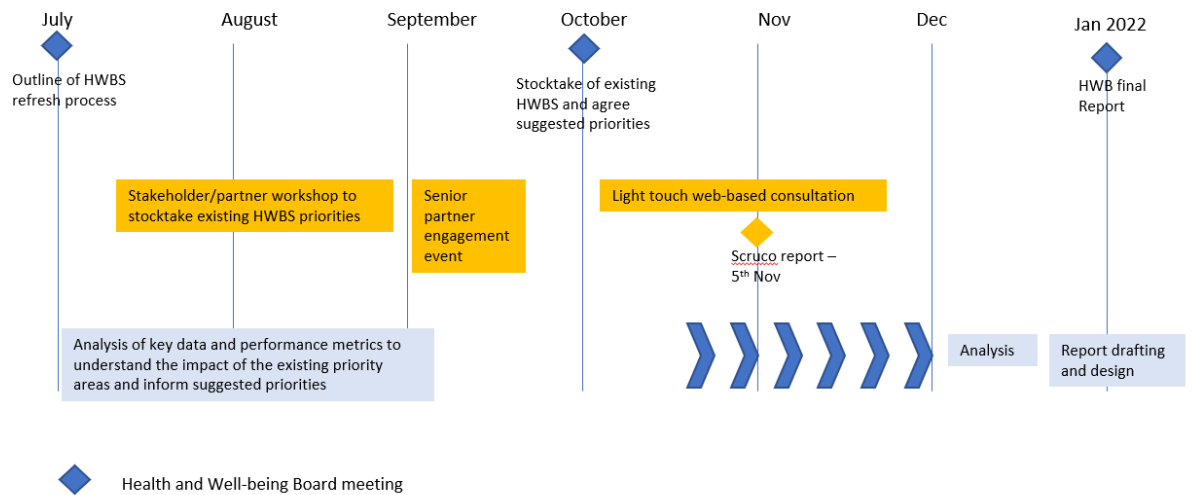 July
August
September
October
Nov
Dec
Jan 2022
Outline of HWBS
refresh process
Stocktake of existing
HWBS and agree
suggested priorities
HWB final
Report
Stakeholder/partner workshop to
stocktake existing HWBS priorities
Senior
partner
engagement
event
Light touch web-based consultation
Scruco report –
5th Nov
Analysis of key data and performance metrics to
understand the impact of the existing priority
areas and inform suggested priorities
Analysis
Report drafting
and design
Health and Well-being Board meeting